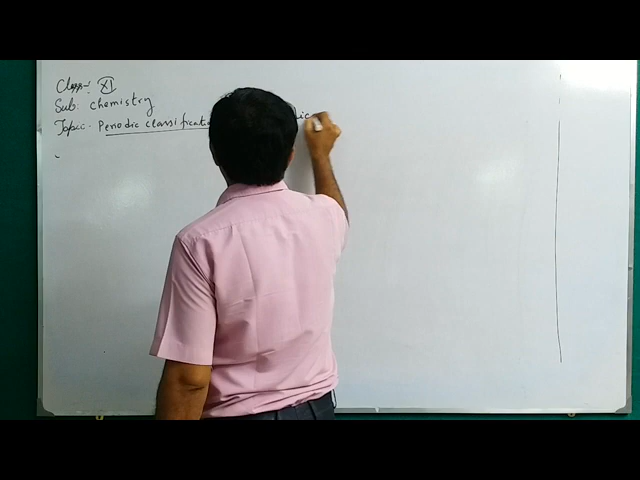 Class:- XI
Sub: chemistry
Topic- Periodic classificat